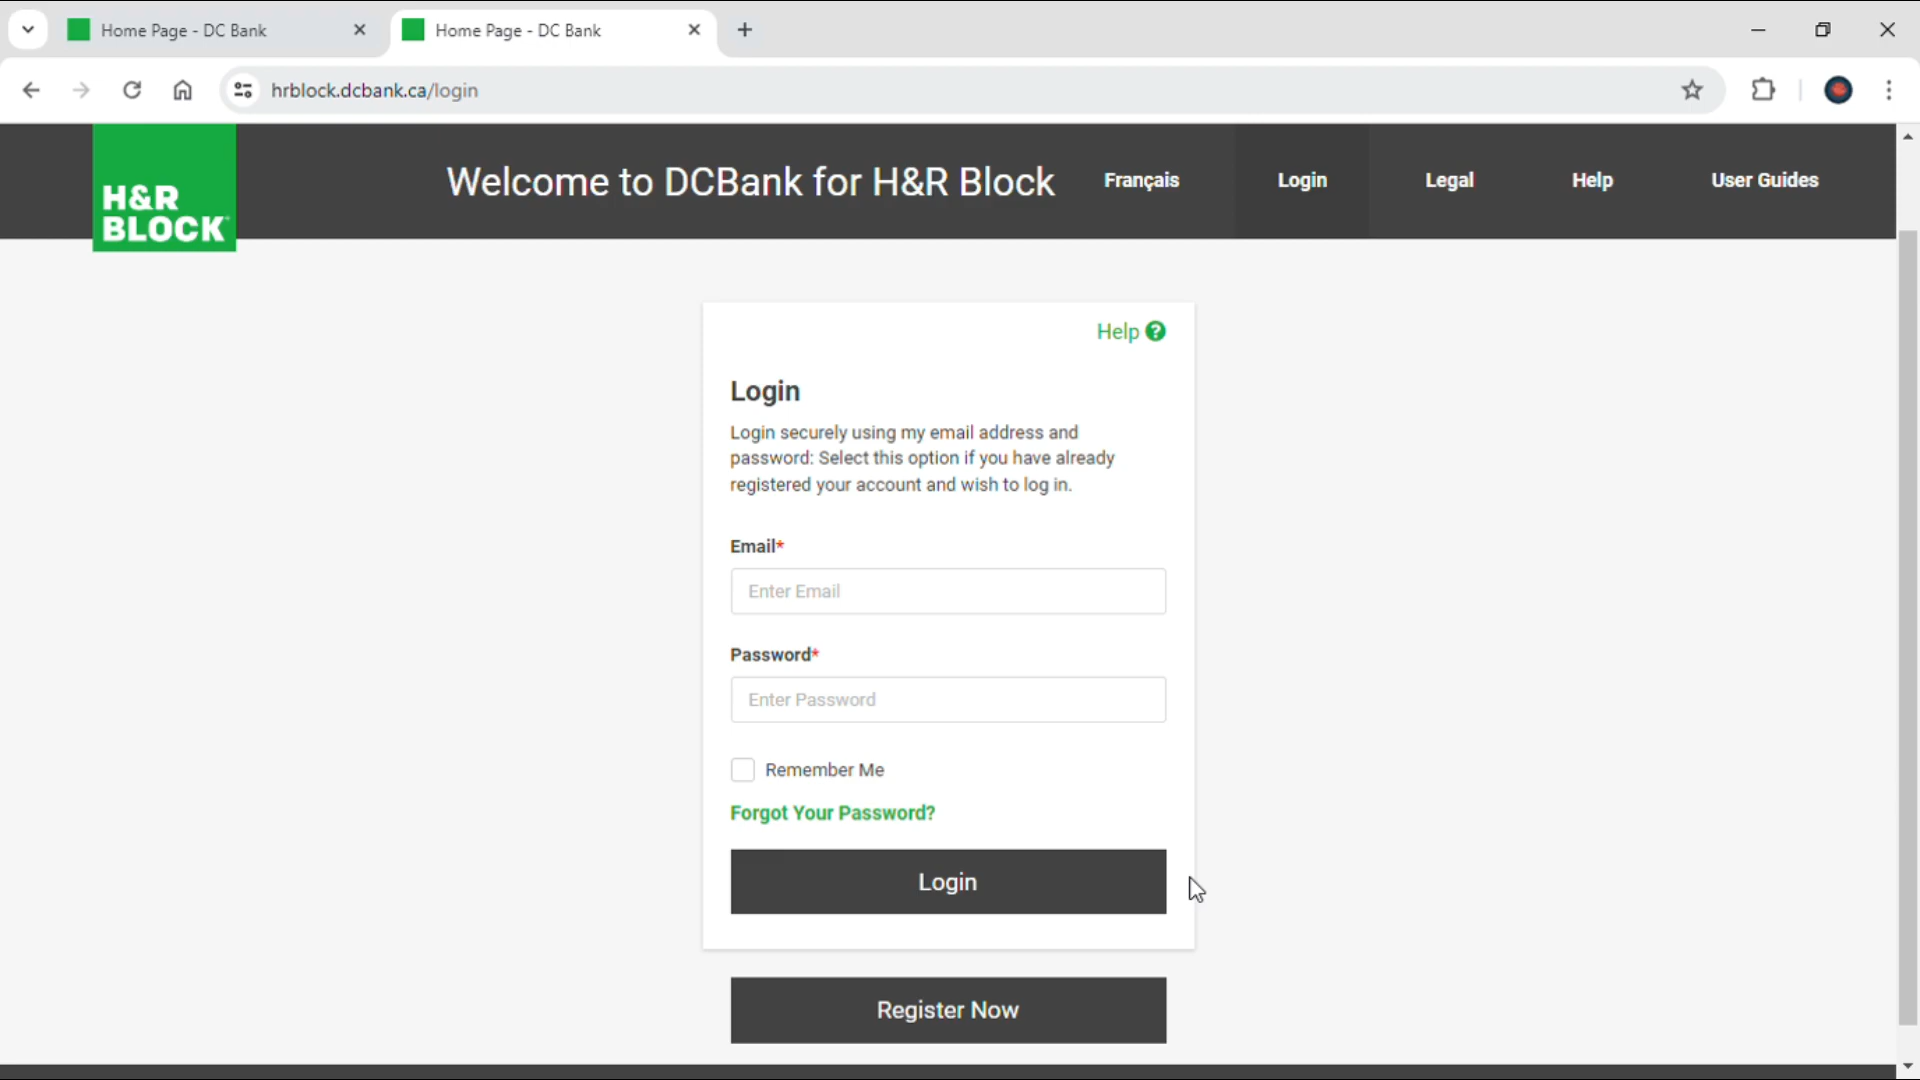 Home Page - DC Bank
Home Page - DC Bank
hrblock.dcbank.ca/login
H&R
BLOCK
Welcome to DCBank for H&R Block
Français
Login
Legal
Help
User Guides
Help ?
Login
Login securely using my email address and
password: Select this option if you have already
registered your account and wish to log in.
Email*
Enter Email
Password*
Enter Password
Remember Me
Forgot Your Password?
Login
Register Now